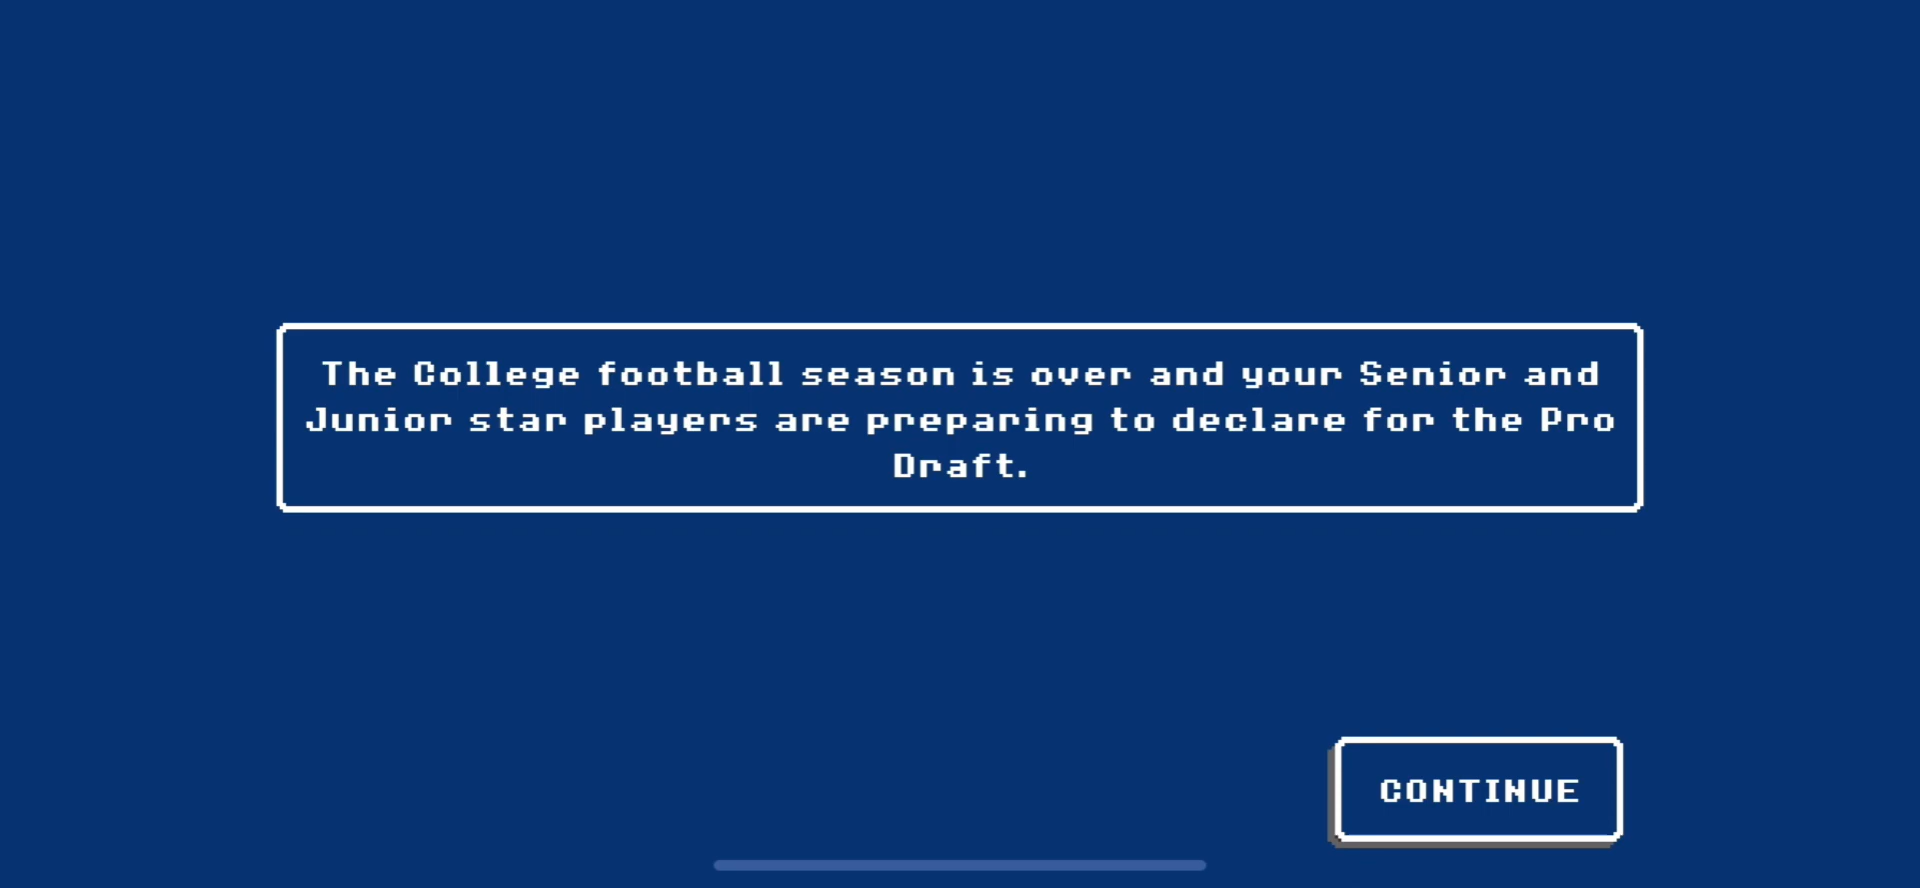 The College football season is over and your Senior and
Junior star players are preparing to declare for the Pro
Draft.
CONTINUE